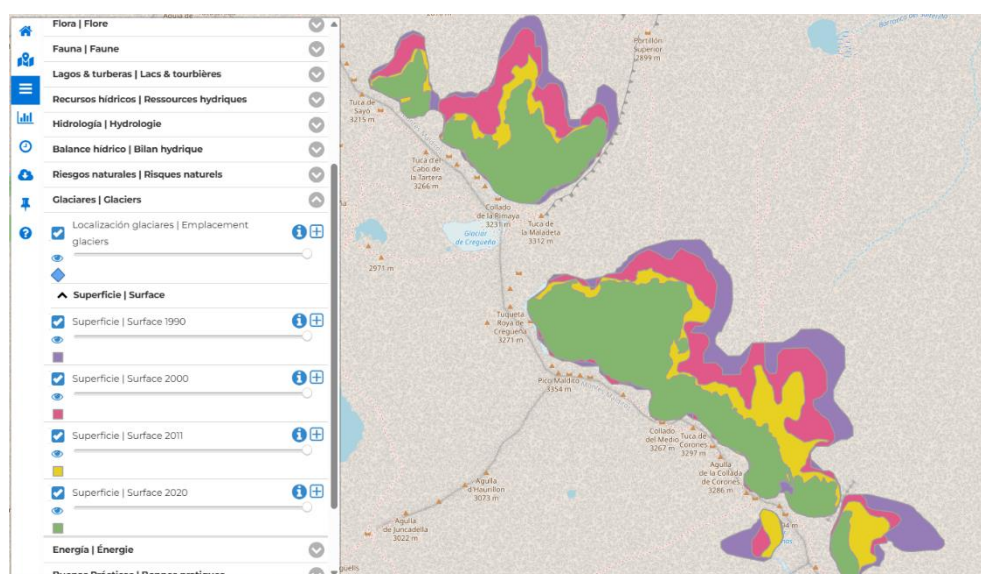 Flora | Flore
Fauna | Faune
Lagos & turberas | Lacs & tourbières
Recursos hídricos | Ressources hydriques
Hidrología | Hydrologie
Balance hídrico | Bilan hydrique
Riesgos naturales | Risques naturels
Glaciares | Glaciers
Localización glaciares | Emplacement
glaciers
Superficie | Surface
Superficie | Surface 1990
Superficie | Surface 2000
Superficie | Surface 2011
Superficie | Surface 2020
Energía | Énergie
Portillón
Superior
2899 m
Tuca de
Sayó
3215 m
Tuca der
Cabo de
la Tartera
3266 m
Collado
de la Rimaya
3231 m
Tuca de
la Maladeta
3312 m
Glaciar
de Cregueña
2971 m
Tuqueta
Roya de
Cregueña
3271 m
Pico Maldito
3354 m
Collado
del Medio
3267 m
Tuca de
Corones
3297 m
Agulla
de la Collada
de Corones
3286 m
Agulla
d'Haurillon
3073 m
Agulla
de Juncadella
3022 m